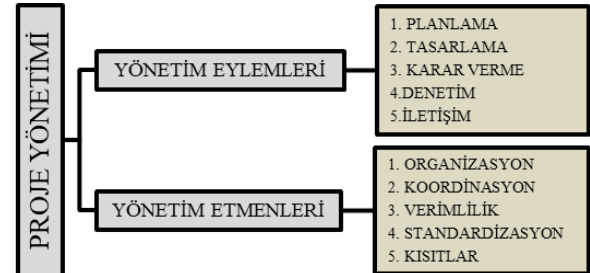 PROJE YÖNETİMİ
YÖNETİM EYLEMLERİ
1. PLANLAMA
2. TASARLAMA
3. KARAR VERME
4.DENETİM
5.İLETİŞİM
YÖNETİM ETMENLERİ
1. ORGANİZASYON
2. KOORDİNASYON
3. VERİMLİLİK
4. STANDARDİZASYON
5. KISITLAR